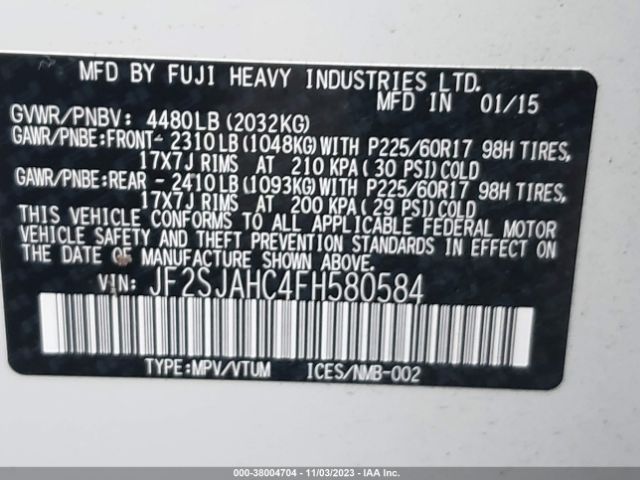 MFD BY FUJI HEAVY INDUSTRIES LTD.
MFD IN 01/15
GVWR/PNBV: 4480LB(2032KG)
GAWR/PNBE:FRONT- 2310LB(1048KG)WITH P225/60R17 98H TIRES,
17X7J RIMS AT 210 KPA(30 PSI)COLD
GAWR/PNBE:REAR -2410LB(1093KG)WITH P225/60R17 98H TIRES,
17X7J RIMS AT 200 KPA(29 PSI)COLD
THIS VEHICLE CONFORMS TO ALL APPLICABLE FEDERAL MOTOR
VEHICLE SAFETY AND THEFT PREVENTION STANDARDS IN EFFECT ON
THE DATE OF MANUFACTURE SHOWN ABOVE.
VIN: JF2SJAHC4FH580584
TYPE:MPV/VTUM ICES/NMB-002
000-38004704 - 11/03/2023 - IAA Inc.